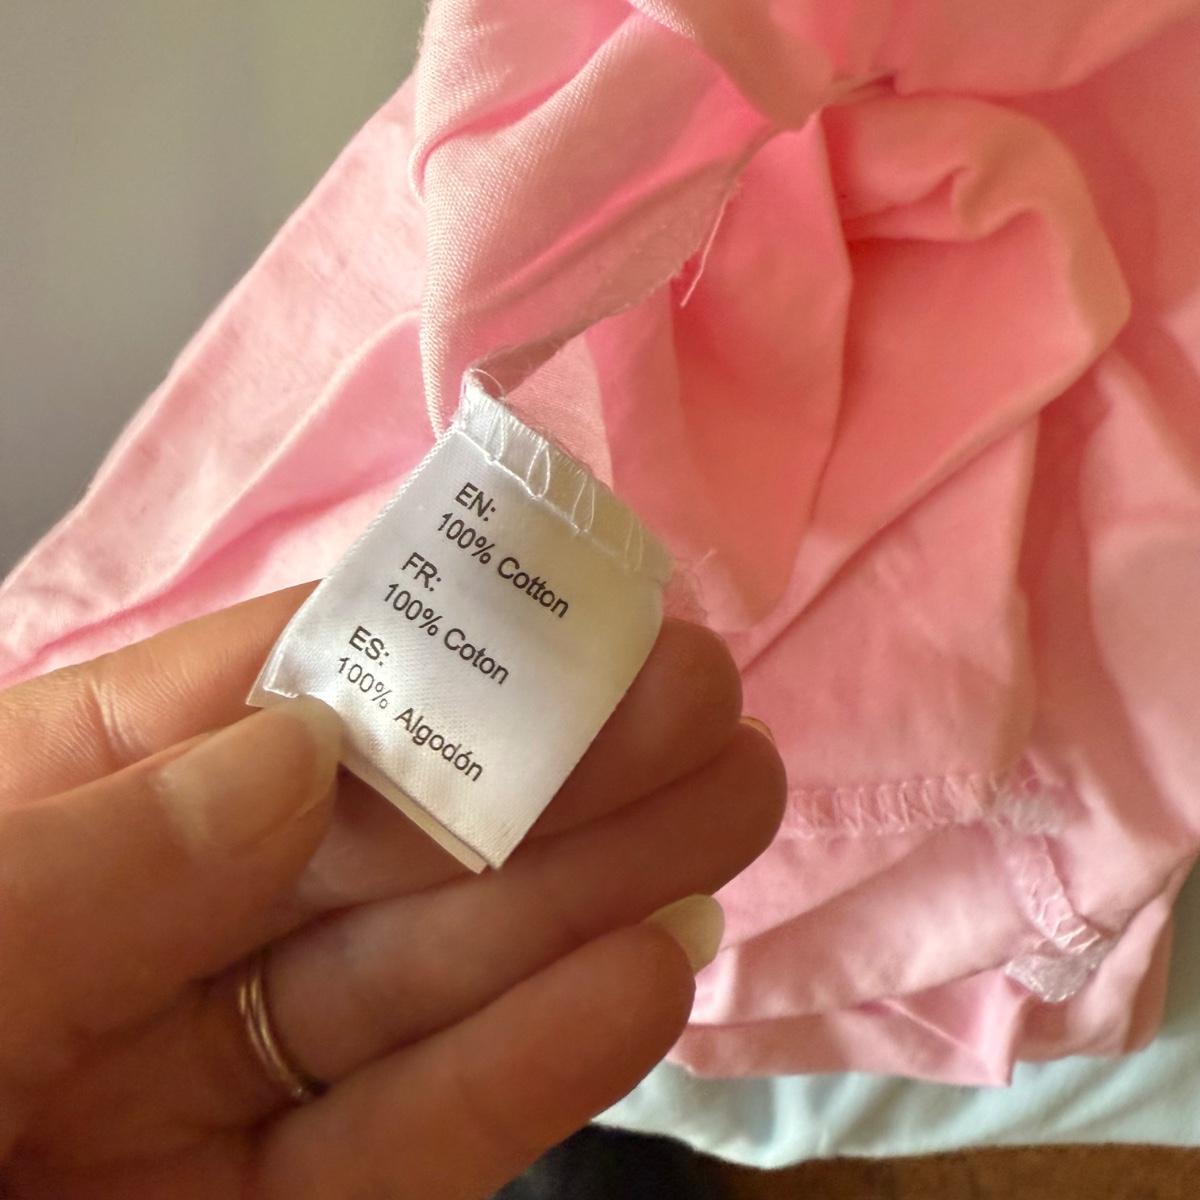 EN:
100% Cotton
FR:
100% Coton
ES:
100% Algodón